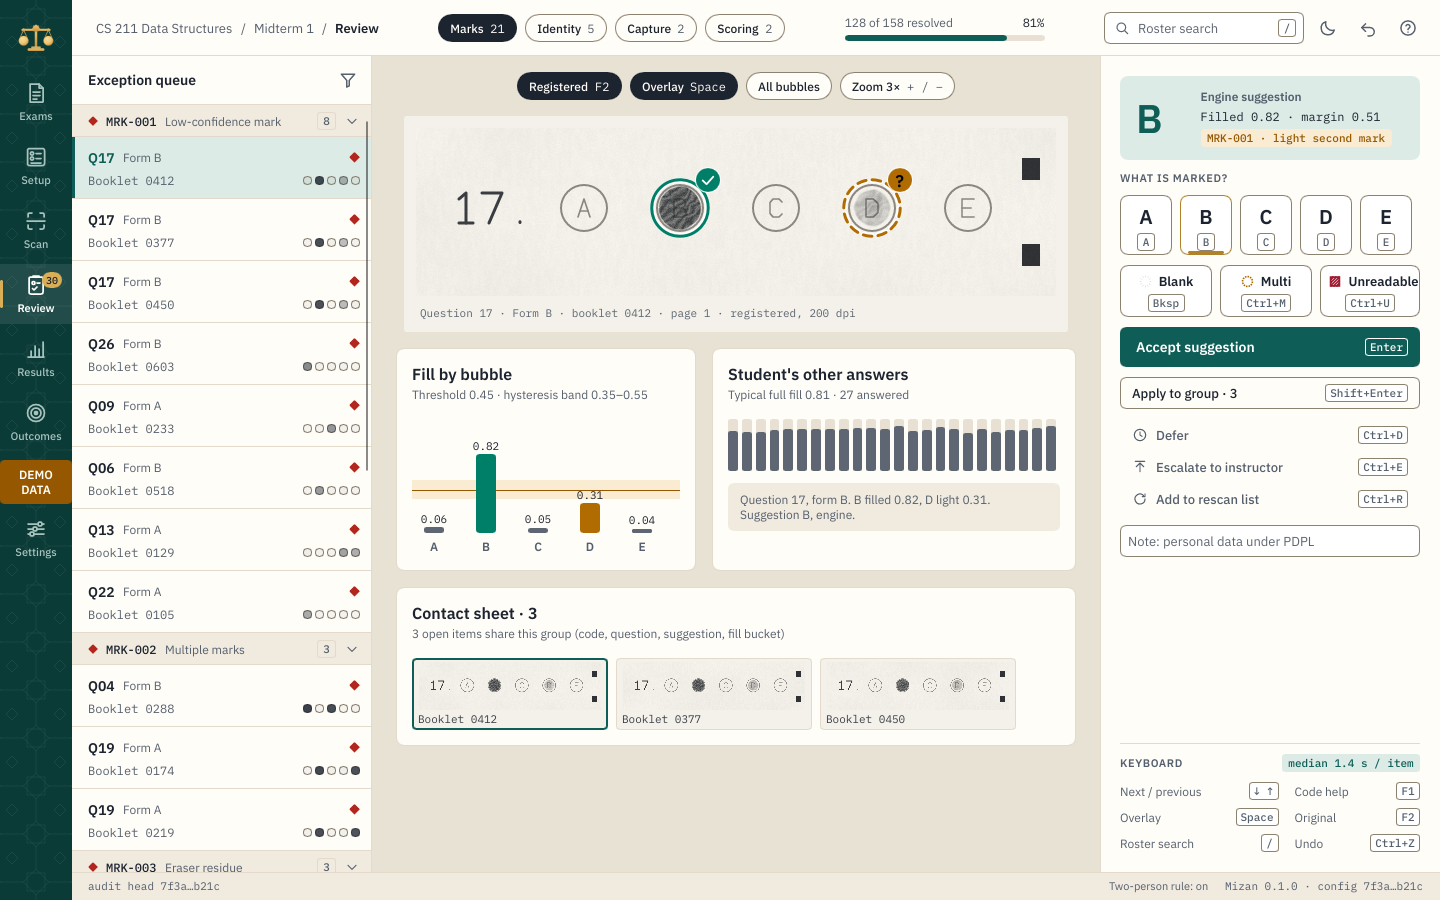 CS 211 Data Structures / Midterm 1 / Review
Marks 21
Identity 5
Capture 2
Scoring 2
128 of 158 resolved 81%
Roster search /
Exams
Setup
Scan
30
Review
Results
Outcomes
DEMO DATA
Settings
Exception queue
MRK-001 Low-confidence mark 8
Q17 Form B
Booklet 0412
Q17 Form B
Booklet 0377
Q17 Form B
Booklet 0450
Q26 Form B
Booklet 0603
Q09 Form A
Booklet 0233
Q06 Form B
Booklet 0518
Q13 Form A
Booklet 0129
Q22 Form A
Booklet 0105
MRK-002 Multiple marks 3
Q04 Form B
Booklet 0288
Q19 Form A
Booklet 0174
Q19 Form A
Booklet 0219
MRK-003 Eraser residue 3
Registered F2
Overlay Space
All bubbles
Zoom 3× + / −
17. A B C D ? E
Question 17 · Form B · booklet 0412 · page 1 · registered, 200 dpi
Fill by bubble
Threshold 0.45 · hysteresis band 0.35–0.55
0.06 0.82 0.05 0.31 0.04
A B C D E
Student's other answers
Typical full fill 0.81 · 27 answered
Question 17, form B. B filled 0.82, D light 0.31.
Suggestion B, engine.
Contact sheet · 3
3 open items share this group (code, question, suggestion, fill bucket)
17. A C D E
Booklet 0412
17. A C D E
Booklet 0377
17. A C D E
Booklet 0450
B
Engine suggestion
Filled 0.82 · margin 0.51
MRK-001 · light second mark
WHAT IS MARKED?
A B C D E
A B C D E
Blank Bksp
Multi Ctrl+M
Unreadable Ctrl+U
Accept suggestion Enter
Apply to group · 3 Shift+Enter
Defer Ctrl+D
Escalate to instructor Ctrl+E
Add to rescan list Ctrl+R
Note: personal data under PDPL
KEYBOARD median 1.4 s / item
Next / previous ↓ ↑ Code help F1
Overlay Space Original F2
Roster search / Undo Ctrl+Z
audit head 7f3a…b21c
Two-person rule: on Mizan 0.1.0 · config 7f3a…b21c